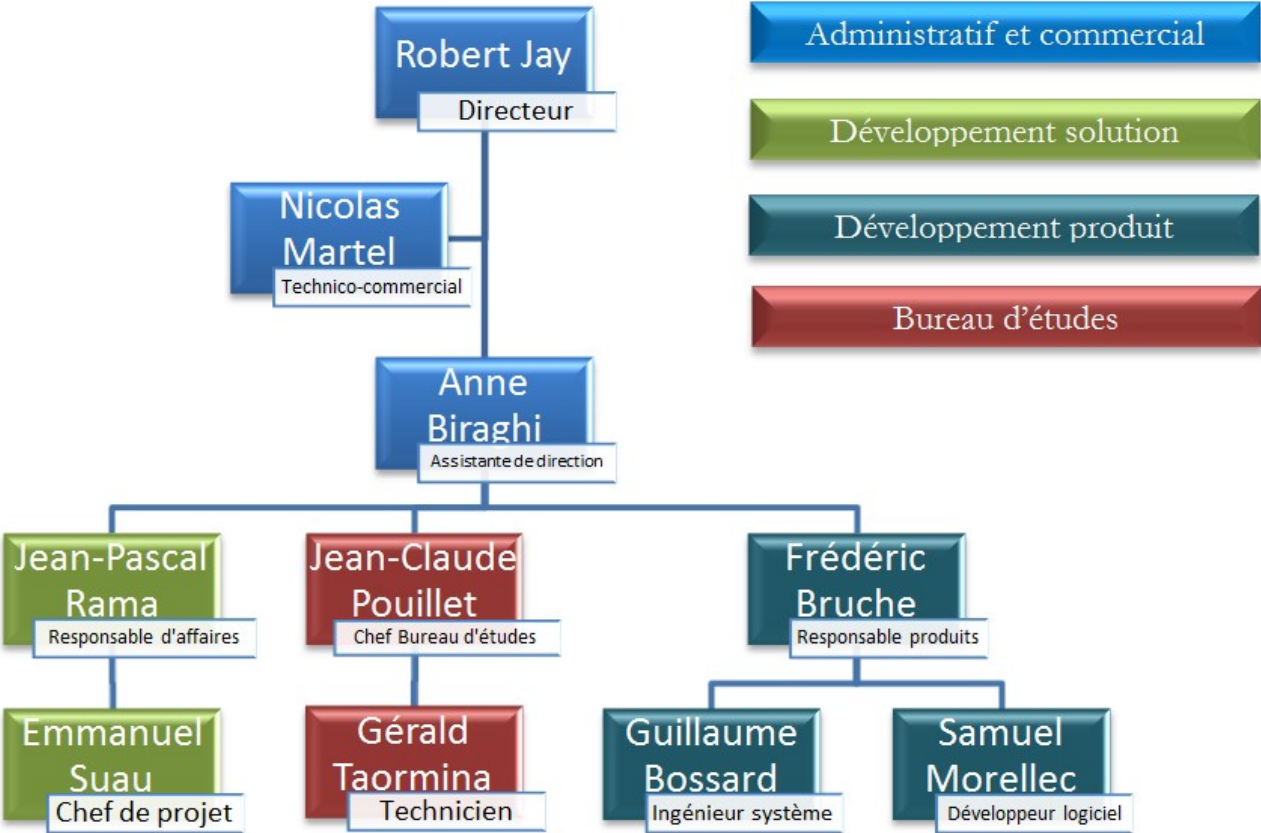 Robert Jay
Directeur
Administratif et commercial
Développement solution
Développement produit
Bureau d'études
Nicolas
Martel
Technico-commercial
Anne
Biraghi
Assistante de direction
Jean-Pascal
Rama
Responsable d'affaires
Jean-Claude
Pouillet
Chef Bureau d'études
Frédéric
Bruche
Responsable produits
Emmanuel
Suau
Chef de projet
Gérald
Taormina
Technicien
Guillaume
Bossard
Ingénieur système
Samuel
Morellec
Développeur logiciel